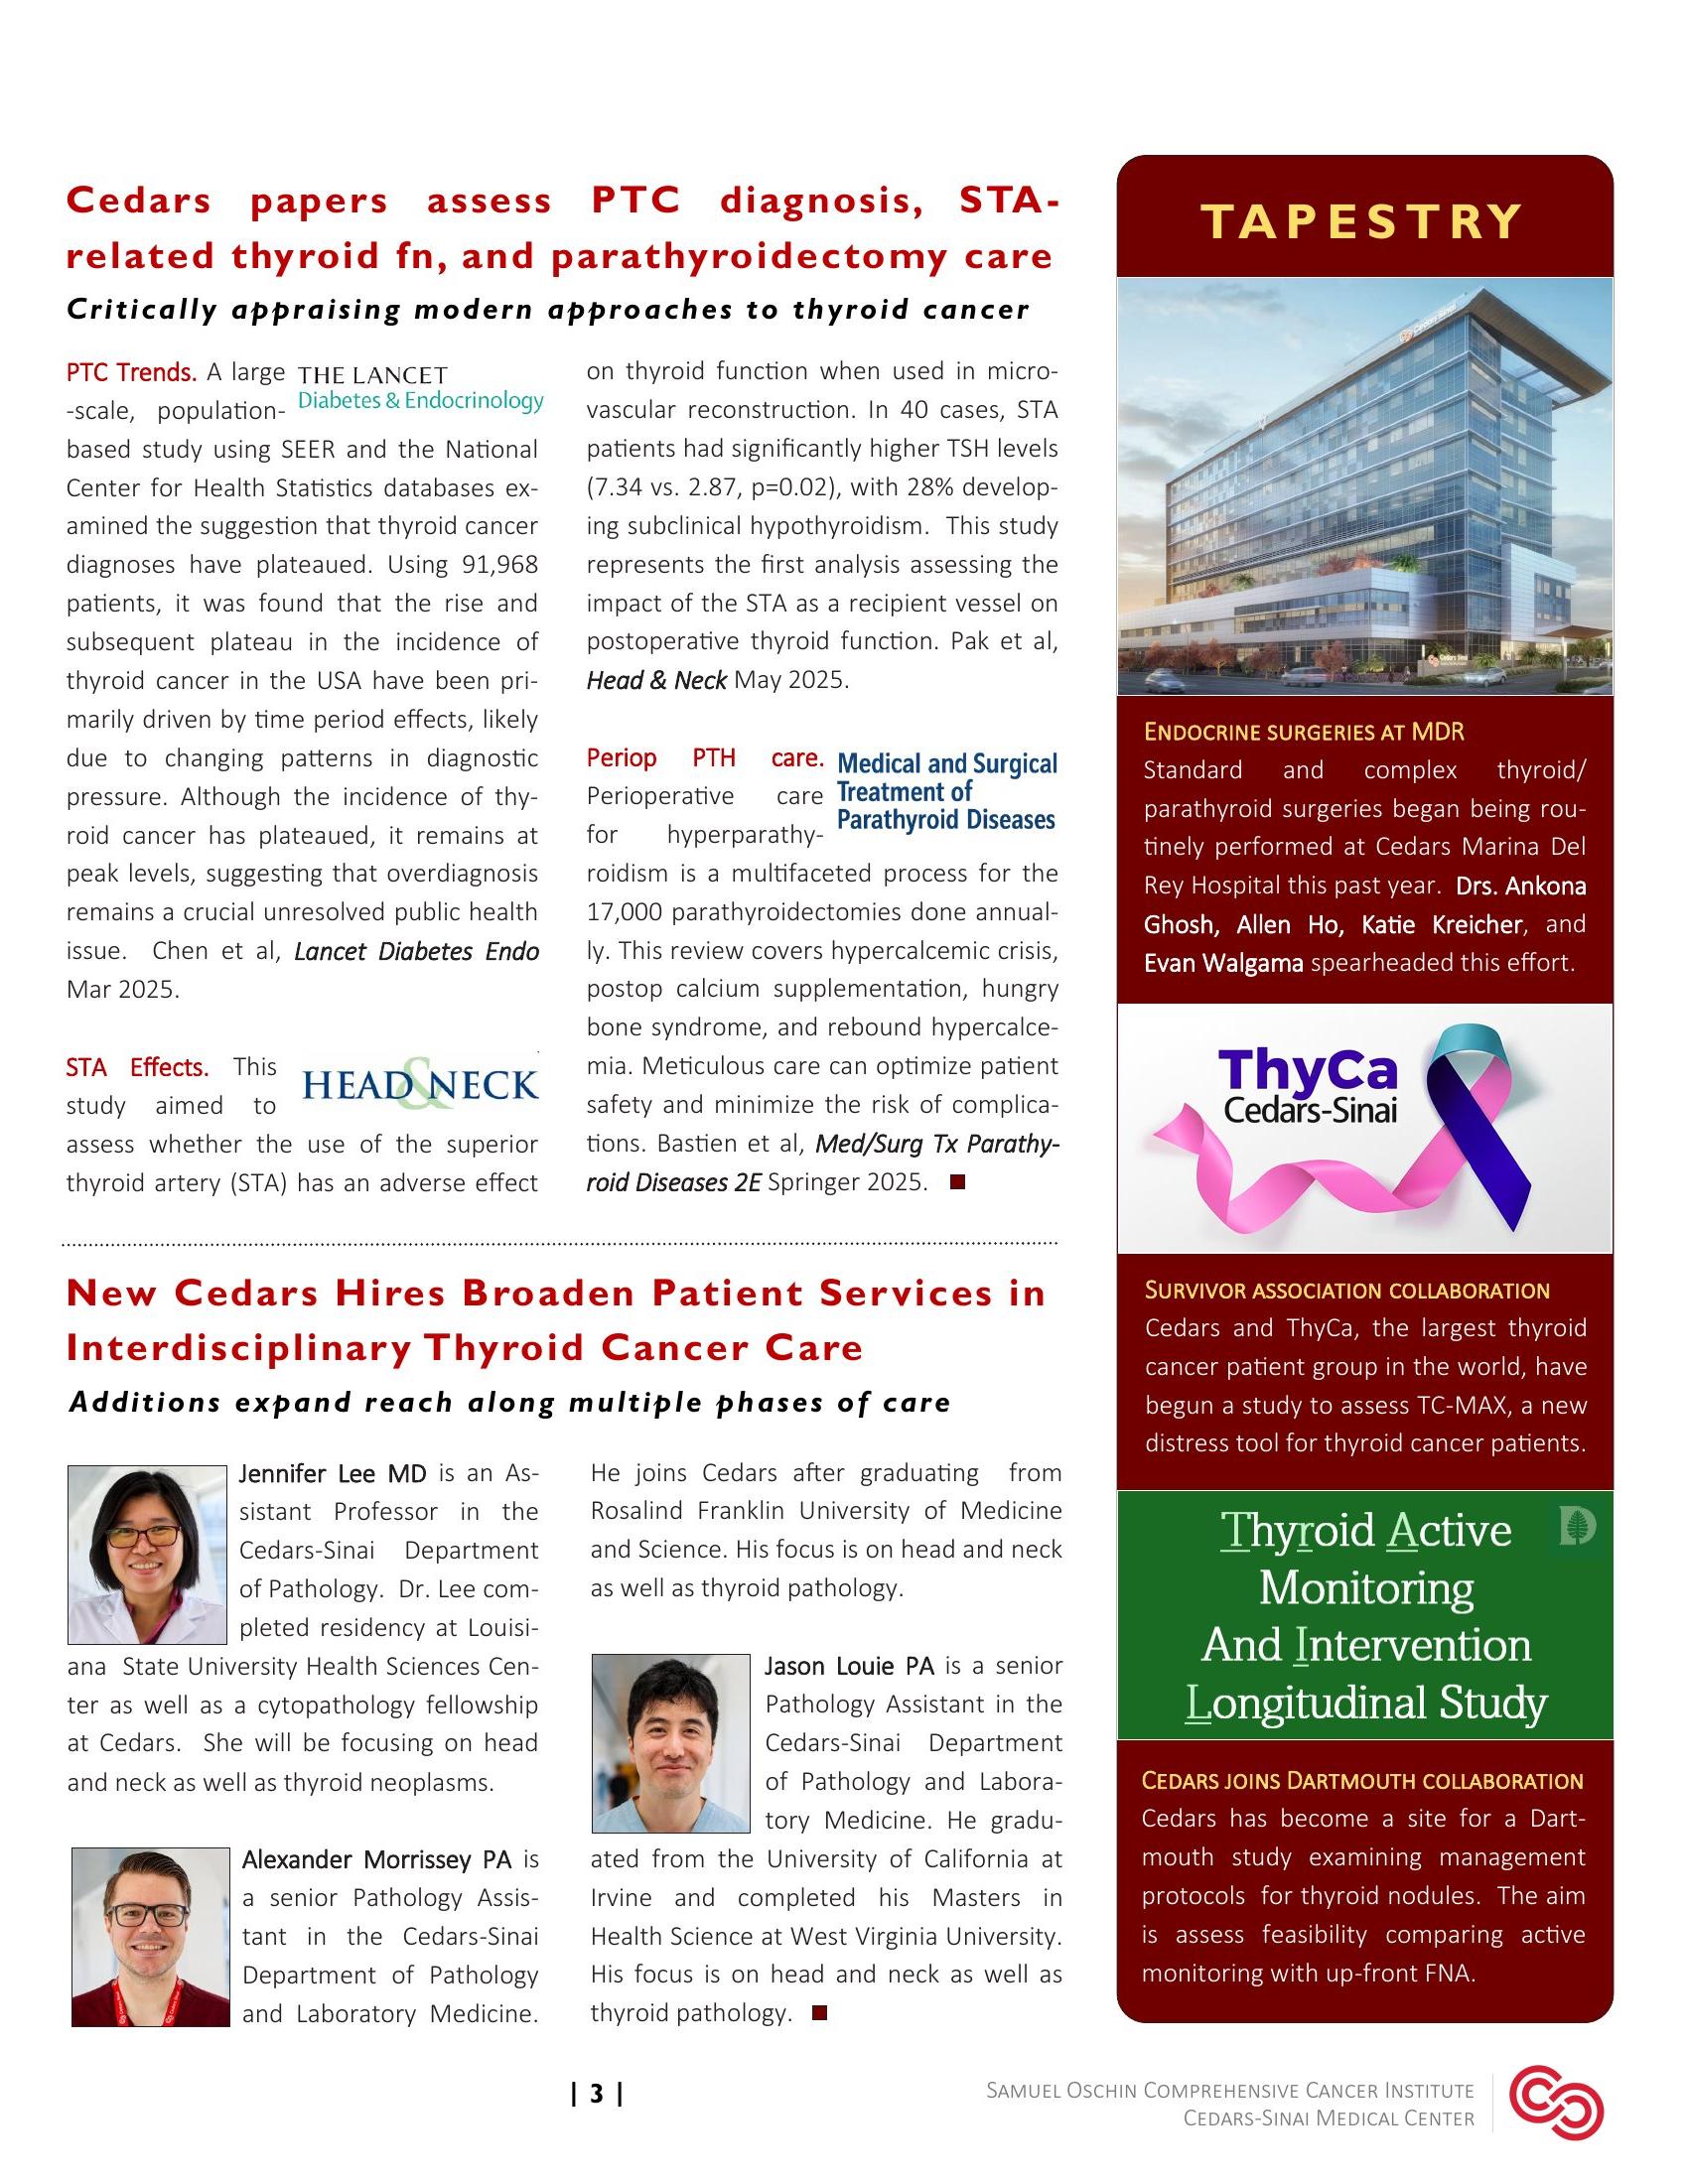 Cedars papers assess PTC diagnosis, STA-
related thyroid fn, and parathyroidectomy care
Critically appraising modern approaches to thyroid cancer
PTC Trends. A large
-scale, population-
THE LANCET
Diabetes & Endocrinology
based study using SEER and the National
Center for Health Statistics databases ex-
amined the suggestion that thyroid cancer
diagnoses have plateaued. Using 91,968
patients, it was found that the rise and
subsequent plateau in the incidence of
thyroid cancer in the USA have been pri-
marily driven by time period effects, likely
due to changing patterns in diagnostic
pressure. Although the incidence of thy-
roid cancer has plateaued, it remains at
peak levels, suggesting that overdiagnosis
remains a crucial unresolved public health
issue. Chen et al, Lancet Diabetes Endo
Mar 2025.
STA Effects. This
study aimed to
HEAD & NECK
assess whether the use of the superior
thyroid artery (STA) has an adverse effect
on thyroid function when used in micro-
vascular reconstruction. In 40 cases, STA
patients had significantly higher TSH levels
(7.34 vs. 2.87, p=0.02), with 28% develop-
ing subclinical hypothyroidism. This study
represents the first analysis assessing the
impact of the STA as a recipient vessel on
postoperative thyroid function. Pak et al,
Head & Neck May 2025.
Periop PTH care.
Perioperative care
for hyperparathy-
Medical and Surgical
Treatment of
Parathyroid Diseases
roidism is a multifaceted process for the
17,000 parathyroidectomies done annual-
ly. This review covers hypercalcemic crisis,
postop calcium supplementation, hungry
bone syndrome, and rebound hypercalce-
mia. Meticulous care can optimize patient
safety and minimize the risk of complica-
tions. Bastien et al, Med/Surg Tx Parathy-
roid Diseases 2E Springer 2025.
New Cedars Hires Broaden Patient Services in
Interdisciplinary Thyroid Cancer Care
Additions expand reach along multiple phases of care
Jennifer Lee MD is an As-
sistant Professor in the
Cedars-Sinai Department
of Pathology. Dr. Lee com-
pleted residency at Louisi-
ana State University Health Sciences Cen-
ter as well as a cytopathology fellowship
at Cedars. She will be focusing on head
and neck as well as thyroid neoplasms.
Alexander Morrissey PA is
a senior Pathology Assis-
tant in the Cedars-Sinai
Department of Pathology
and Laboratory Medicine.
He joins Cedars after graduating from
Rosalind Franklin University of Medicine
and Science. His focus is on head and neck
as well as thyroid pathology.
Jason Louie PA is a senior
Pathology Assistant in the
Cedars-Sinai Department
of Pathology and Labora-
tory Medicine. He gradu-
ated from the University of California at
Irvine and completed his Masters in
Health Science at West Virginia University.
His focus is on head and neck as well as
thyroid pathology.
TAPESTRY
Cedars Sinai
Cedars Sinai
ENDOCRINE SURGERIES AT MDR
Standard and complex thyroid/
parathyroid surgeries began being rou-
tinely performed at Cedars Marina Del
Rey Hospital this past year. Drs. Ankona
Ghosh, Allen Ho, Katie Kreicher, and
Evan Walgama spearheaded this effort.
ThyCa
Cedars-Sinai
SURVIVOR ASSOCIATION COLLABORATION
Cedars and ThyCa, the largest thyroid
cancer patient group in the world, have
begun a study to assess TC-MAX, a new
distress tool for thyroid cancer patients.
Thyroid Active
Monitoring
And Intervention
Longitudinal Study
D
CEDARS JOINS DARTMOUTH COLLABORATION
Cedars has become a site for a Dart-
mouth study examining management
protocols for thyroid nodules. The aim
is assess feasibility comparing active
monitoring with up-front FNA.
| 3 |
SAMUEL OSCHIN COMPREHENSIVE CANCER INSTITUTE
CEDARS-SINAI MEDICAL CENTER